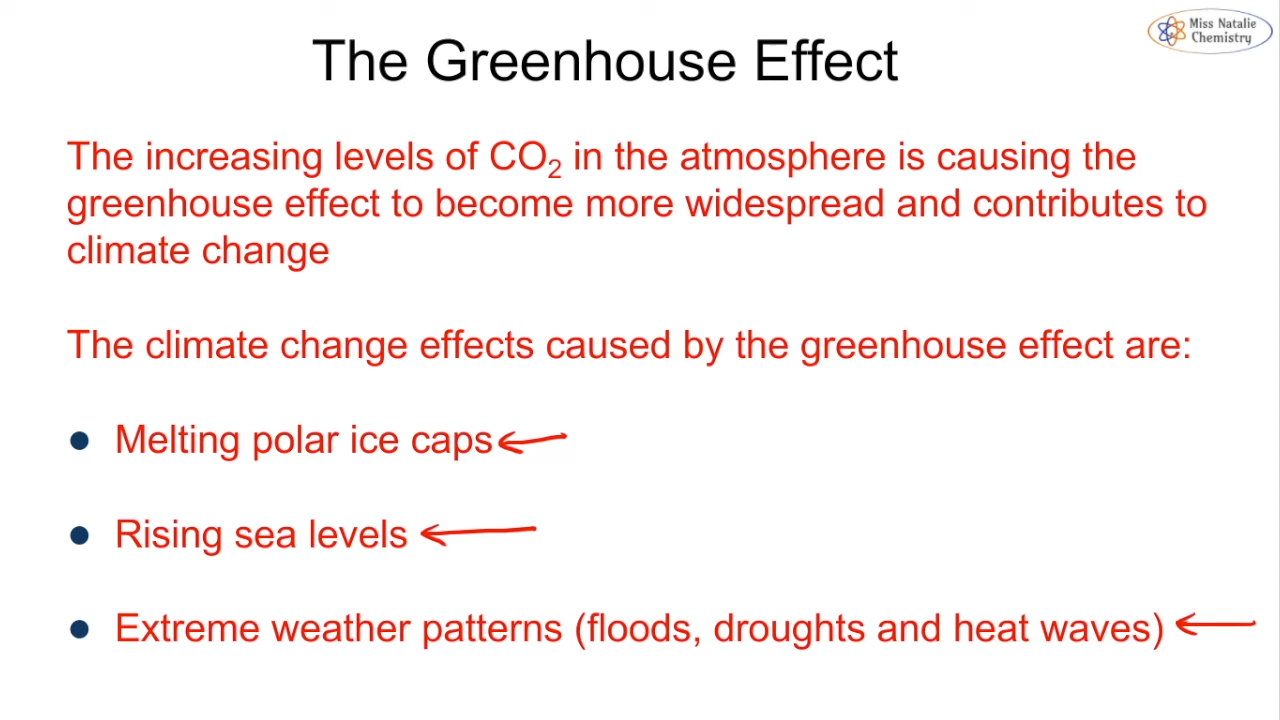 Miss Natalie
Chemistry
The Greenhouse Effect
The increasing levels of CO₂ in the atmosphere is causing the
greenhouse effect to become more widespread and contributes to
climate change
The climate change effects caused by the greenhouse effect are:
● Melting polar ice caps
● Rising sea levels
● Extreme weather patterns (floods, droughts and heat waves)